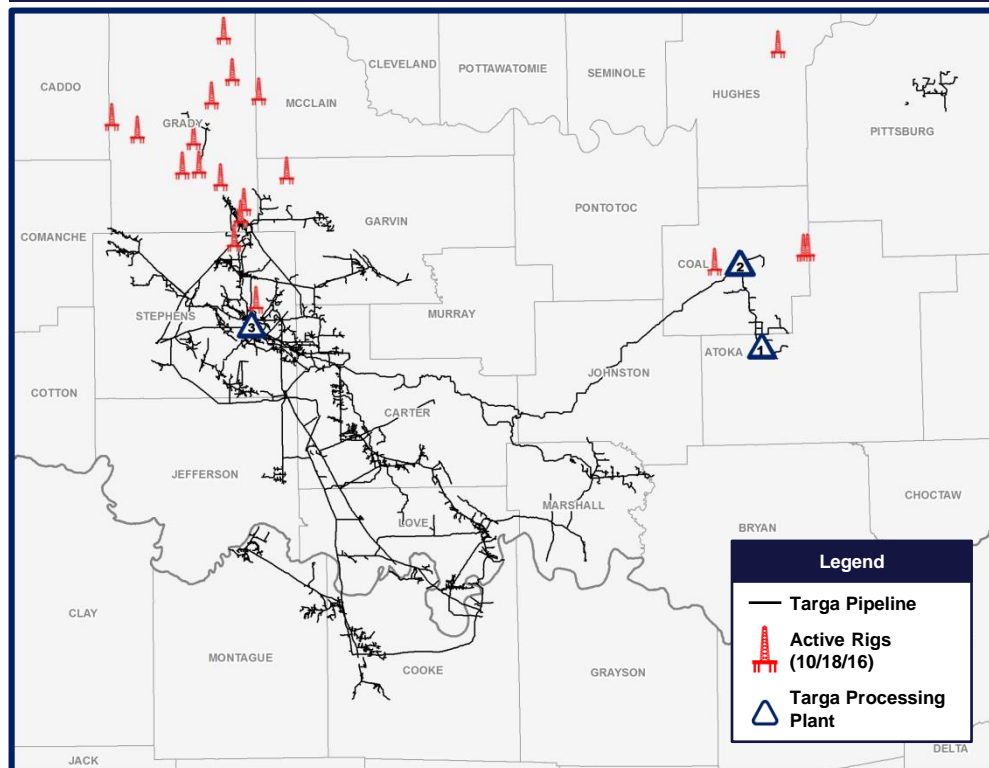 CLEVELAND
POTTAWATOMIE
SEMINOLE
CADDO
HUGHES
MCCLAIN
GRADY
PITTSBURG
PONTOTOC
GARVIN
COMANCHE
COAL
2
MURRAY
STEPHENS
3
ATOKA
1
JOHNSTON
COTTON
CARTER
JEFFERSON
CHOCTAW
MARSHALL
LOVE
BRYAN
CLAY
MONTAGUE
COOKE
GRAYSON
DELTA
JACK
Legend
Targa Pipeline
Active Rigs
(10/18/16)
Targa Processing
Plant